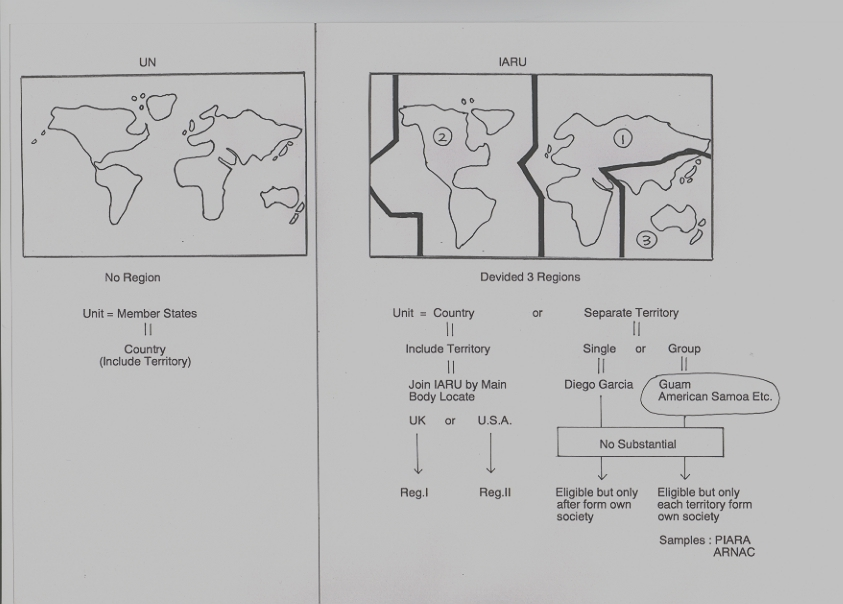 UN
No Region
Unit = Member States
||
Country
(Include Territory)
IARU
2
1
3
Devided 3 Regions
Unit = Country or Separate Territory
|| ||
Include Territory Single or Group
|| || ||
Join IARU by Main
Body Locate
Diego Garcia
Guam
American Samoa Etc.
UK or U.S.A.
No Substantial
Reg.I Reg.II
Eligible but only
after form own
society
Eligible but only
each territory form
own society
Samples : PIARA
ARNAC